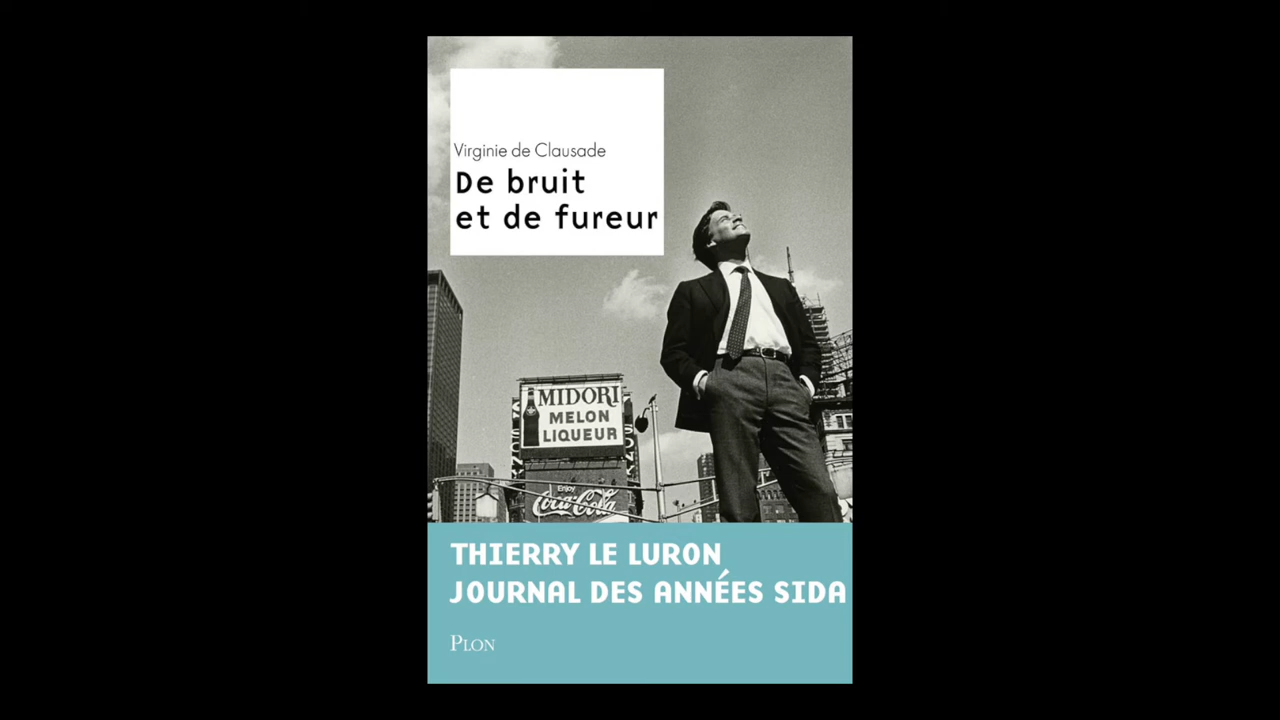 Virginie de Clausade
De bruit
et de fureur
MIDORI
MELON
LIQUEUR
SONY
Enjoy
Coca-Cola
THIERRY LE LURON
JOURNAL DES ANNÉES SIDA
PLON